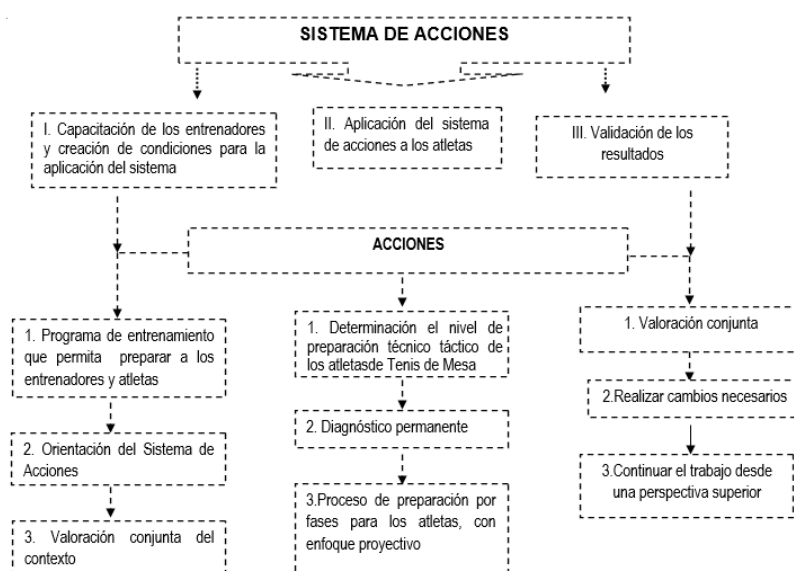 SISTEMA DE ACCIONES
I. Capacitación de los entrenadores
y creación de condiciones para la
aplicación del sistema
II. Aplicación del sistema
de acciones a los atletas
III. Validación de los
resultados
ACCIONES
1. Programa de entrenamiento
que permita preparar a los
entrenadores y atletas
2. Orientación del Sistema de
Acciones
3. Valoración conjunta del
contexto
1. Determinación el nivel de
preparación técnico táctico de
los atletasde Tenis de Mesa
2. Diagnóstico permanente
3.Proceso de preparación por
fases para los atletas, con
enfoque proyectivo
1. Valoración conjunta
2.Realizar cambios necesarios
3.Continuar el trabajo desde
una perspectiva superior